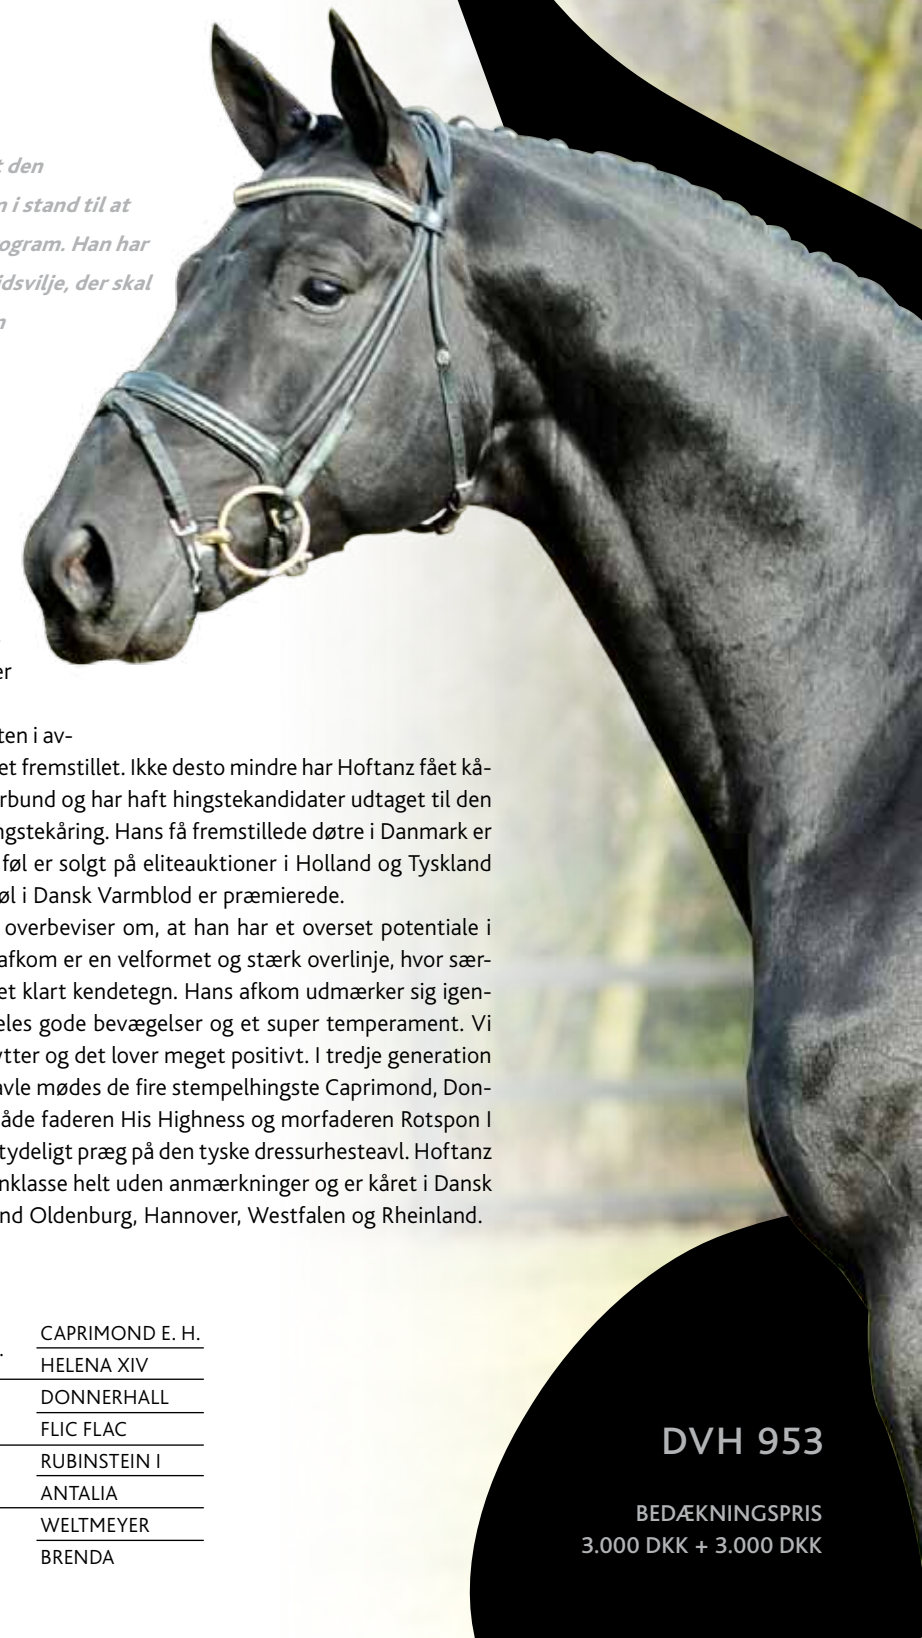 t den
n i stand til at
ogram. Han har
idsvilje, der skal
n
er
ten i av-
et fremstillet. Ikke desto mindre har Hoftanz fået kå-
rbund og har haft hingstekandidater udtaget til den
ngstekåring. Hans få fremstillede døtre i Danmark er
føl er solgt på eliteauktioner i Holland og Tyskland
øl i Dansk Varmblod er præmierede.
overbeviser om, at han har et overset potentiale i
afkom er en velformet og stærk overlinje, hvor sær-
et klart kendetegn. Hans afkom udmærker sig igen-
eles gode bevægelser og et super temperament. Vi
ytter og det lover meget positivt. I tredje generation
avle mødes de fire stempelhingste Caprimond, Don-
åde faderen His Highness og morfaderen Rotspon I
tydeligt præg på den tyske dressurhesteavl. Hoftanz
nklasse helt uden anmærkninger og er kåret i Dansk
nd Oldenburg, Hannover, Westfalen og Rheinland.
CAPRIMOND E. H.
HELENA XIV
DONNERHALL
FLIC FLAC
RUBINSTEIN I
ANTALIA
WELTMEYER
BRENDA
DVH 953
BEDÆKNINGSPRIS
3.000 DKK + 3.000 DKK